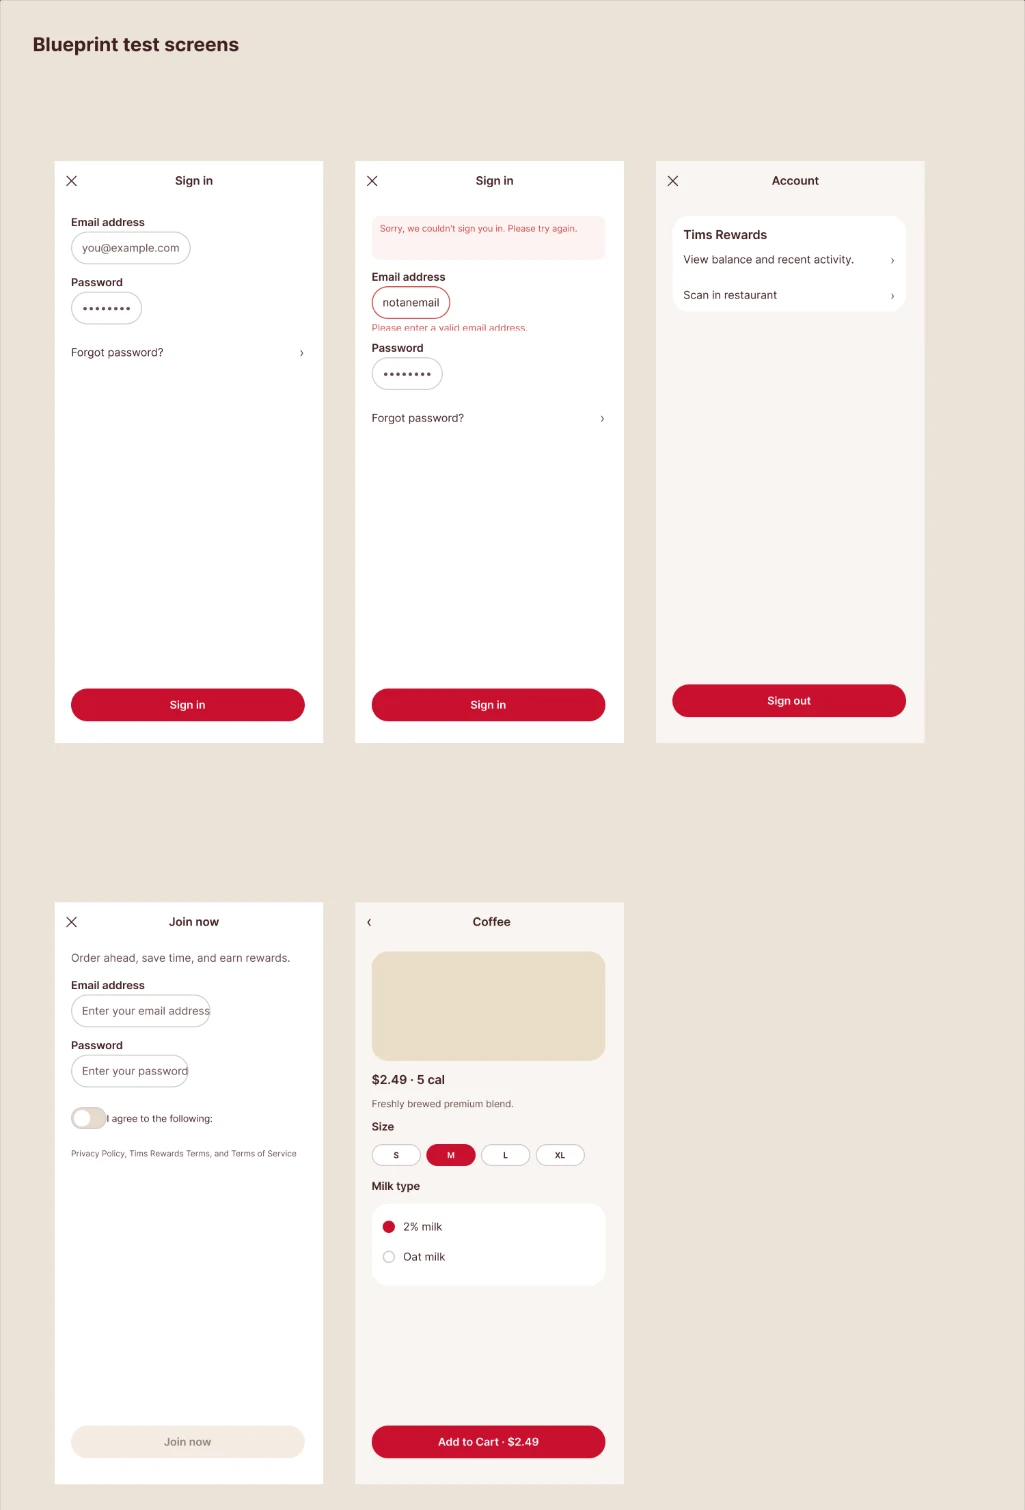 Blueprint test screens
Sign in
Email address
you@example.com
Password
••••••••
Forgot password? ›
Sign in
Sign in
Sorry, we couldn't sign you in. Please try again.
Email address
notanemail
Please enter a valid email address.
Password
••••••••
Forgot password? ›
Sign in
Account
Tims Rewards
View balance and recent activity. ›
Scan in restaurant ›
Sign out
Join now
Order ahead, save time, and earn rewards.
Email address
Enter your email address
Password
Enter your password
I agree to the following:
Privacy Policy, Tims Rewards Terms, and Terms of Service
Join now
‹ Coffee
$2.49 · 5 cal
Freshly brewed premium blend.
Size
S M L XL
Milk type
2% milk
Oat milk
Add to Cart · $2.49